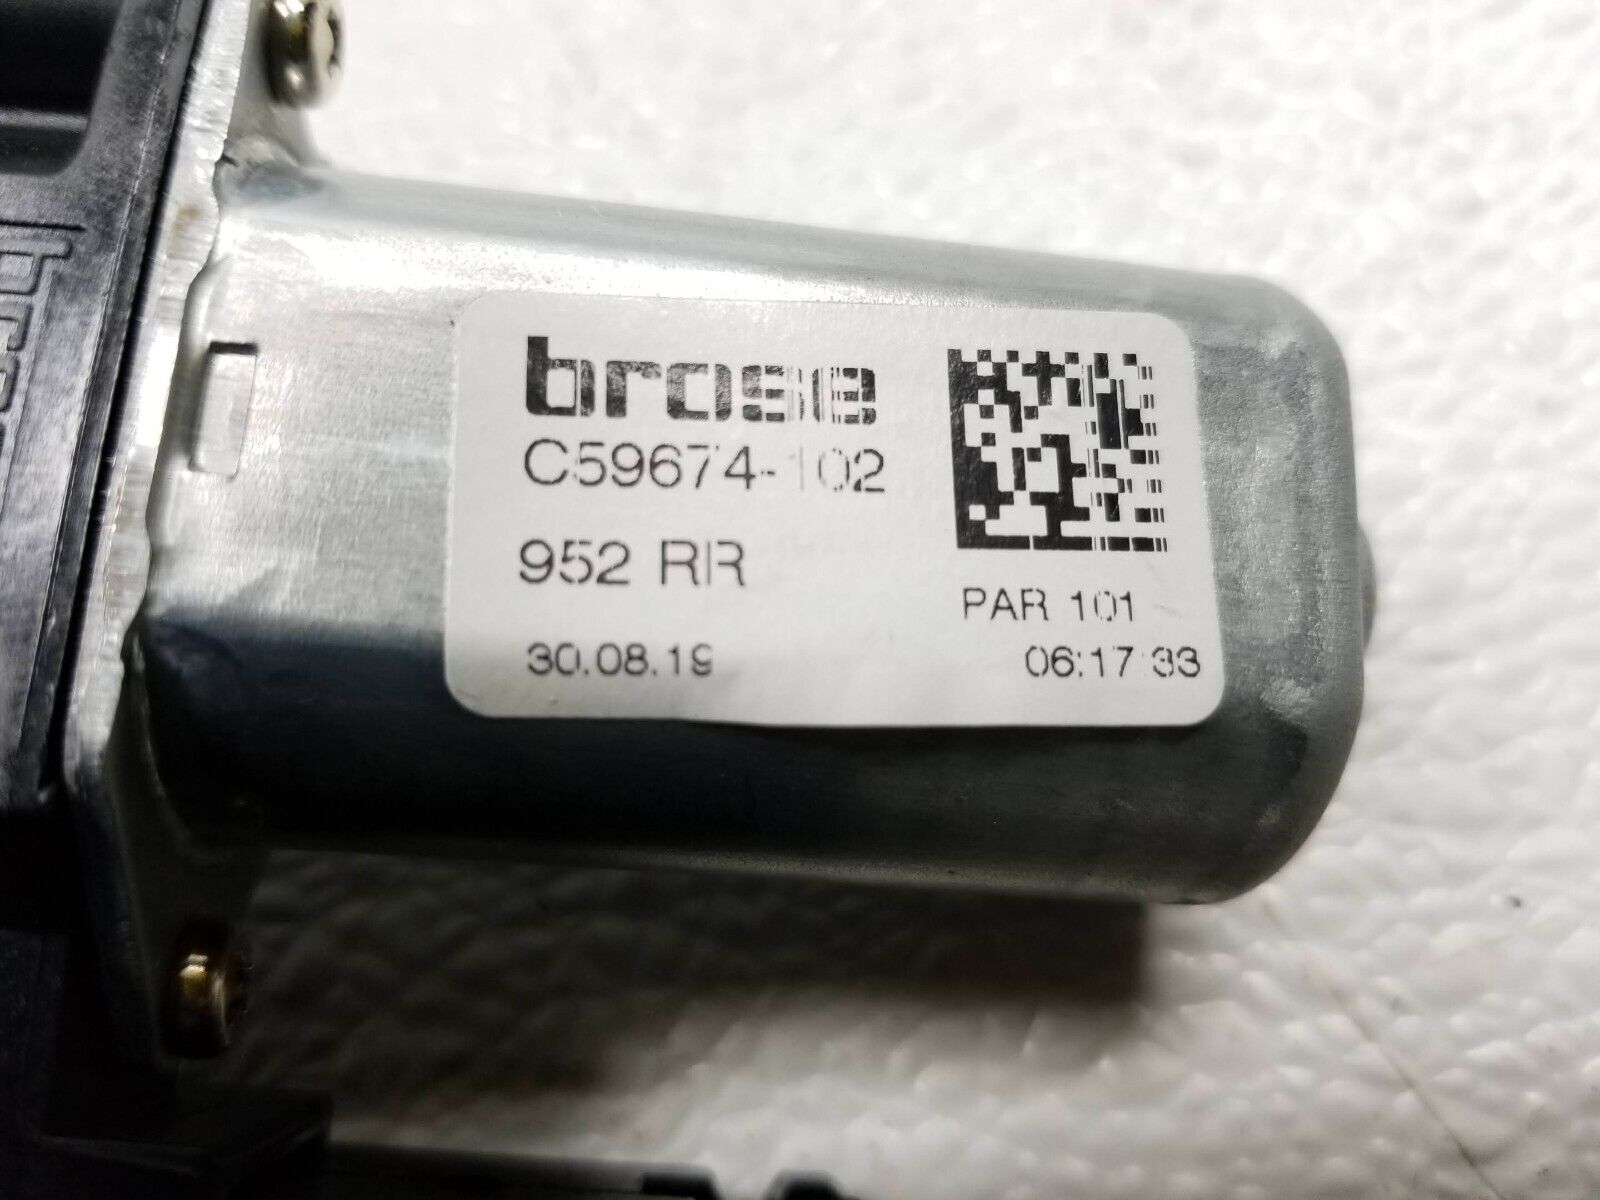 brose
C59674-102
952 RR
PAR 101
30.08.19 06:17:33